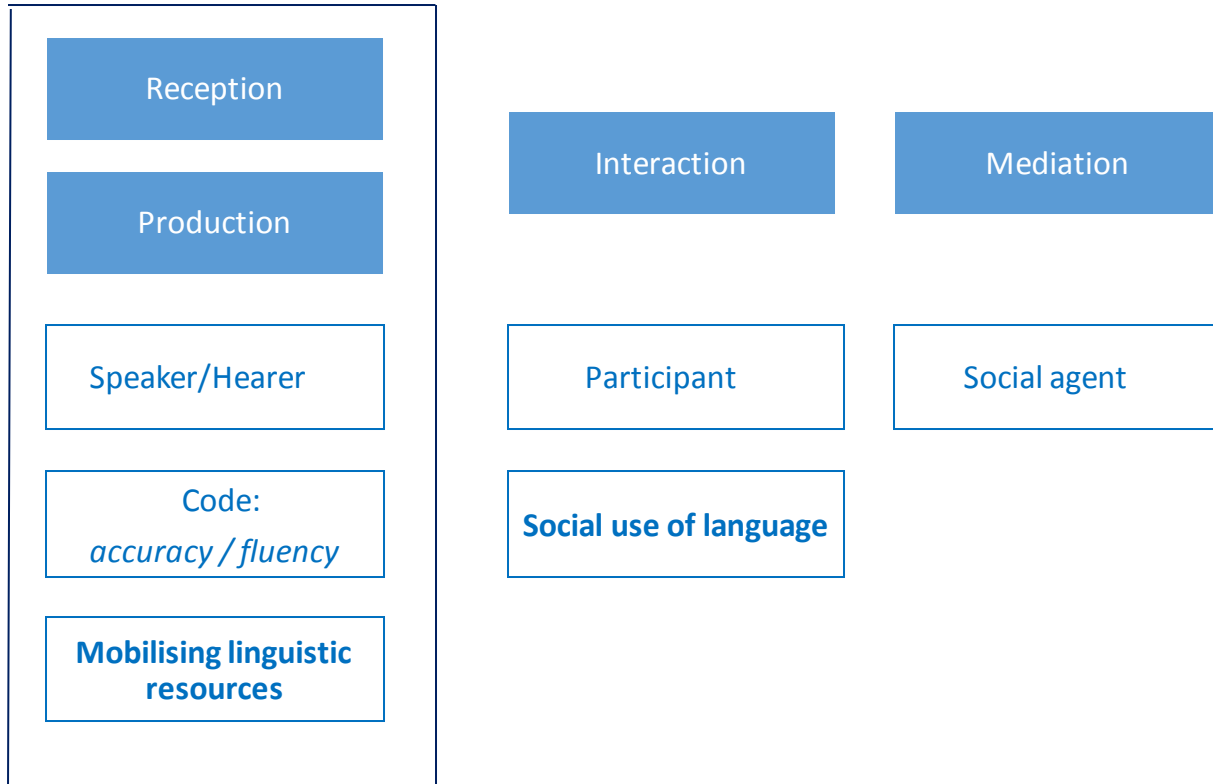 Reception
Production
Speaker/Hearer
Code:
accuracy / fluency
Mobilising linguistic
resources
Interaction
Participant
Social use of language
Mediation
Social agent